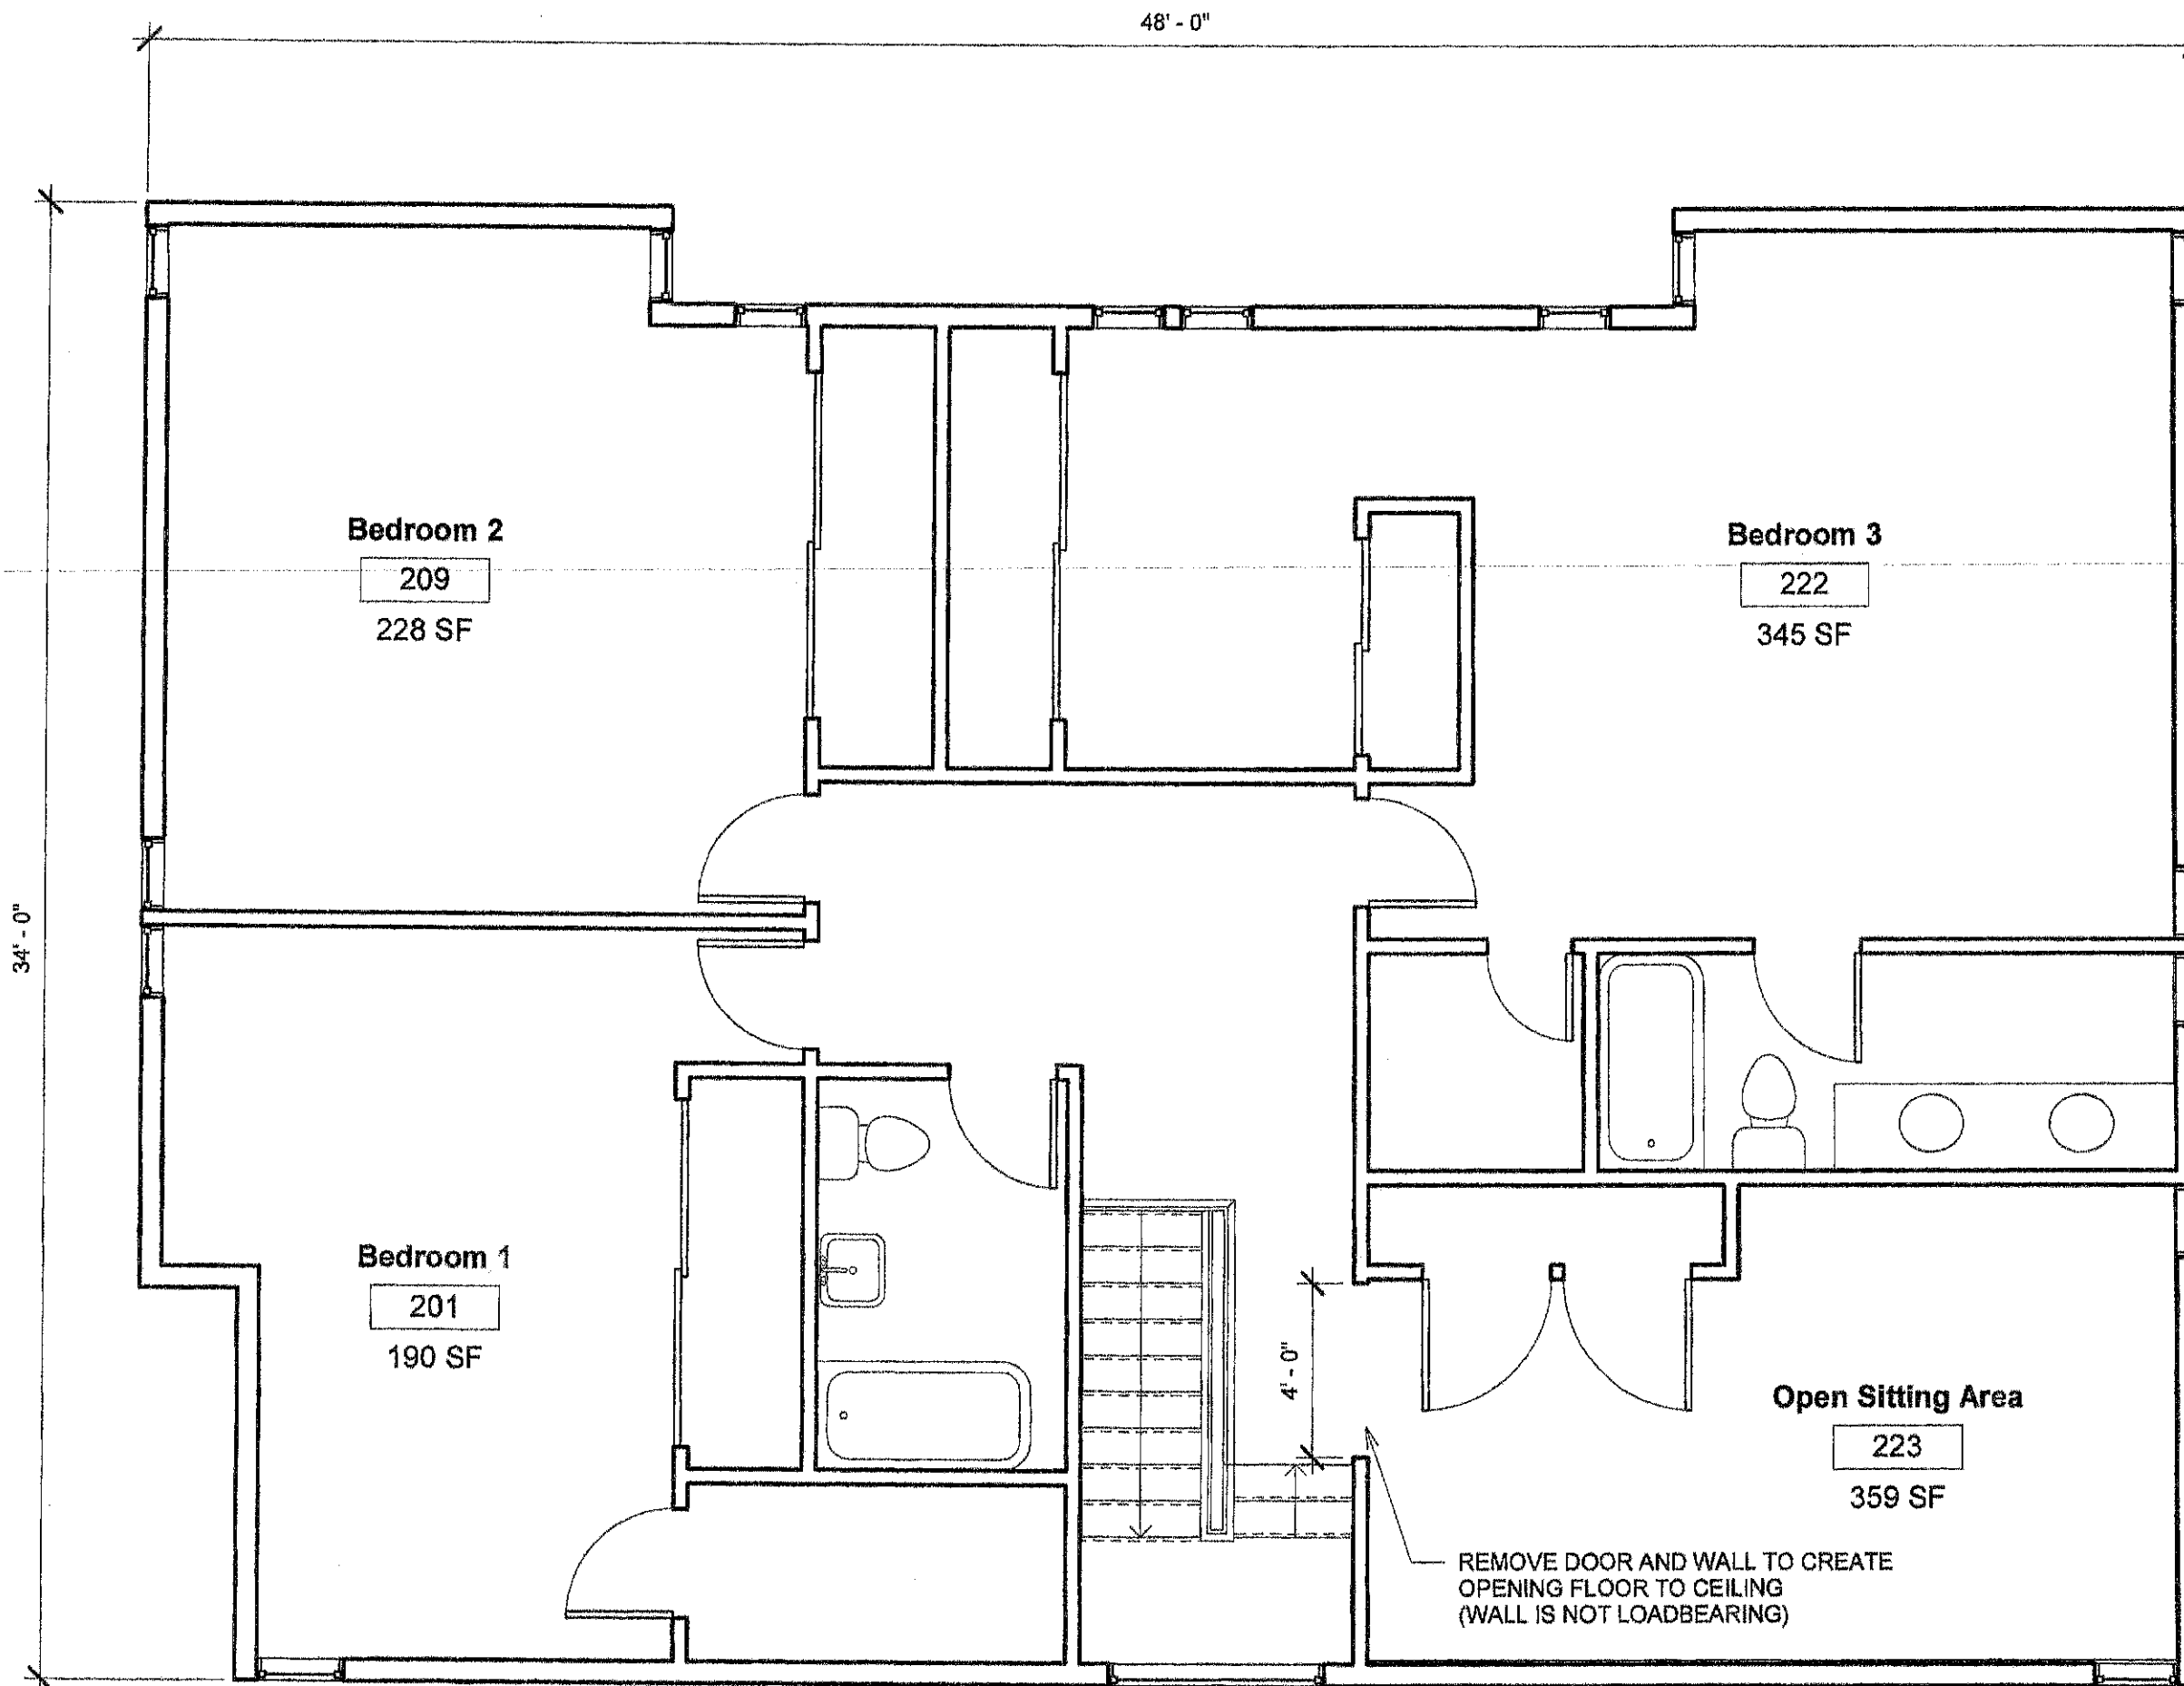 48' - 0"
Bedroom 2
209
228 SF
Bedroom 3
222
345 SF
34' - 0"
Bedroom 1
201
190 SF
4' - 0"
Open Sitting Area
223
359 SF
REMOVE DOOR AND WALL TO CREATE
OPENING FLOOR TO CEILING
(WALL IS NOT LOADBEARING)